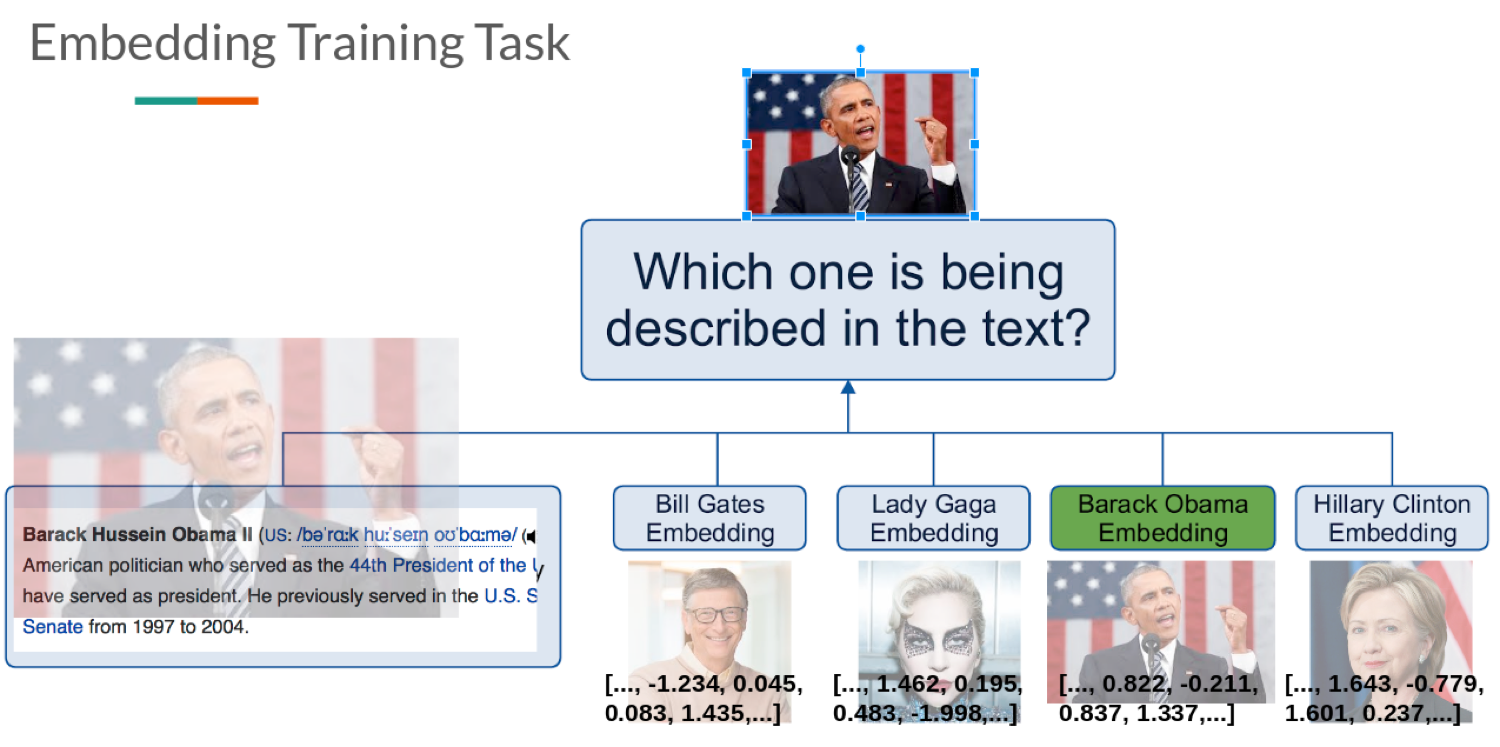 Embedding Training Task
Which one is being
described in the text?
Barack Hussein Obama II (US: /bəˈrɑːk huːˈseɪn oʊˈbɑːmə/ (
American politician who served as the 44th President of the
have served as president. He previously served in the U.S. S
Senate from 1997 to 2004.
Bill Gates
Embedding
Lady Gaga
Embedding
Barack Obama
Embedding
Hillary Clinton
Embedding
[..., -1.234, 0.045,
0.083, 1.435,...]
[..., 1.462, 0.195,
0.483, -1.998,...]
[..., 0.822, -0.211,
0.837, 1.337,...]
[..., 1.643, -0.779,
1.601, 0.237,...]